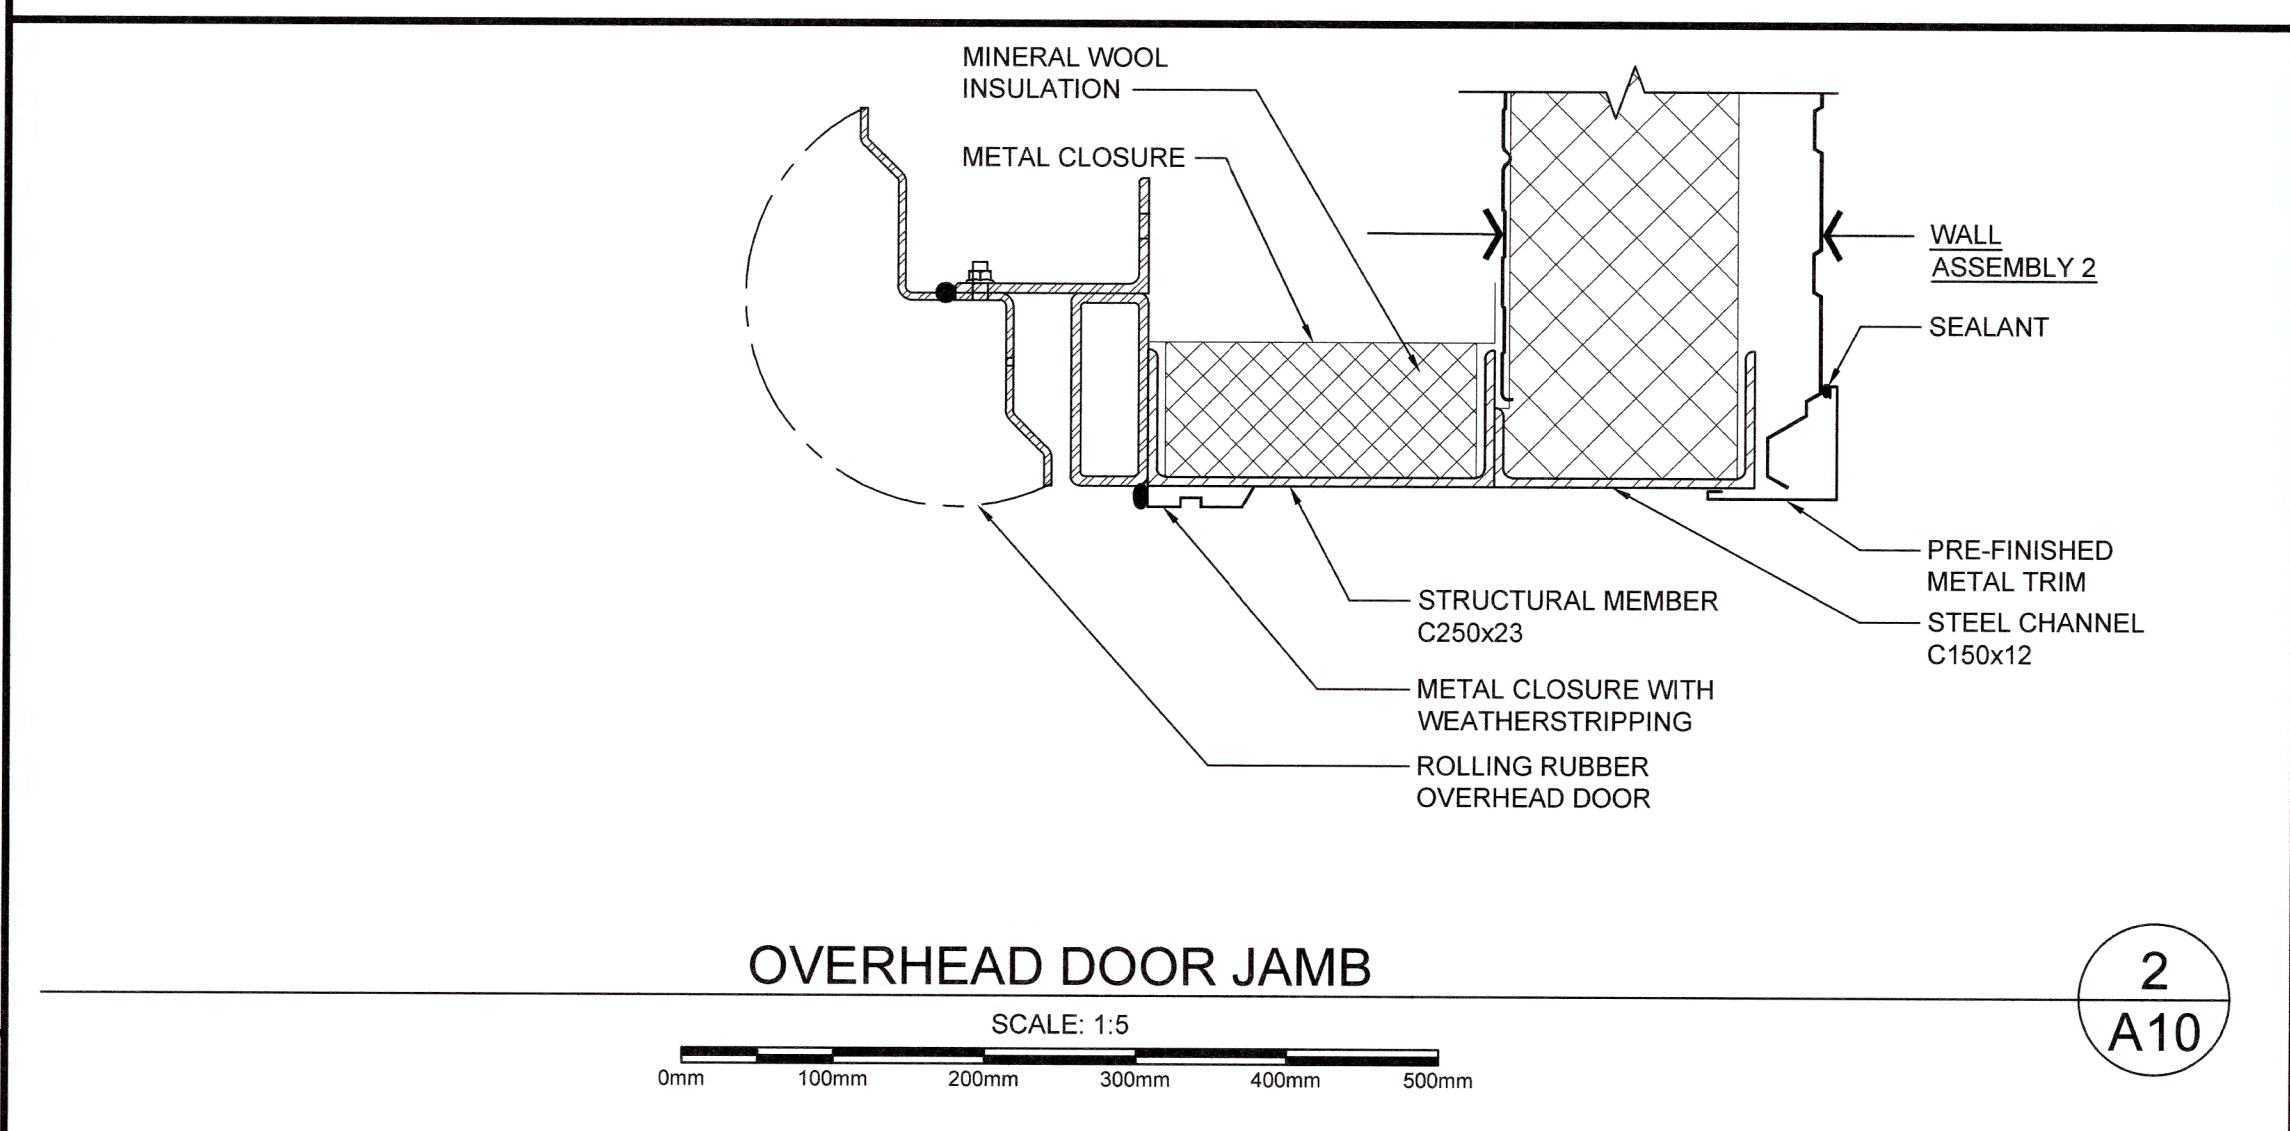 MINERAL WOOL
INSULATION
METAL CLOSURE
WALL
ASSEMBLY 2
SEALANT
PRE-FINISHED
METAL TRIM
STEEL CHANNEL
C150x12
STRUCTURAL MEMBER
C250x23
METAL CLOSURE WITH
WEATHERSTRIPPING
ROLLING RUBBER
OVERHEAD DOOR
OVERHEAD DOOR JAMB
2
A10
SCALE: 1:5
0mm 100mm 200mm 300mm 400mm 500mm